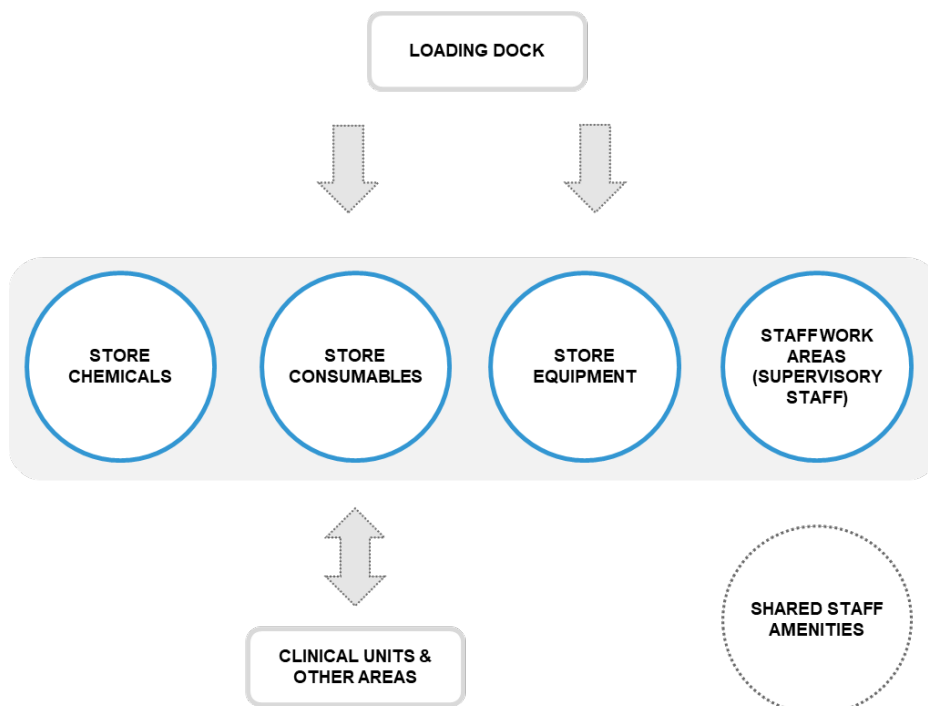 LOADING DOCK
STORE
CHEMICALS
STORE
CONSUMABLES
STORE
EQUIPMENT
STAFF WORK
AREAS
(SUPERVISORY
STAFF)
SHARED STAFF
AMENITIES
CLINICAL UNITS &
OTHER AREAS